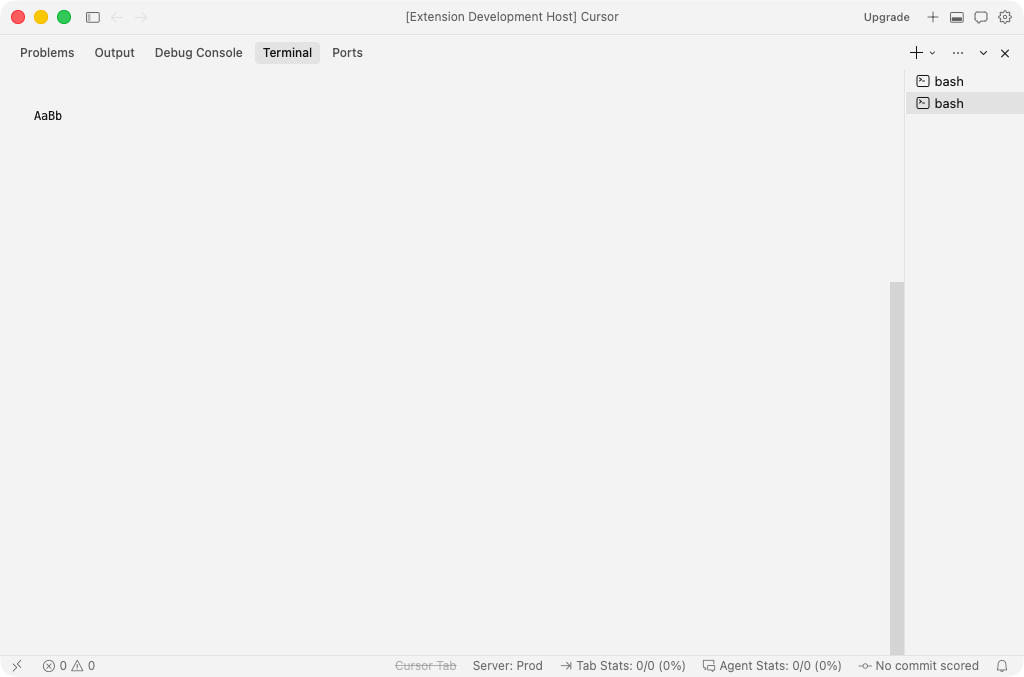 [Extension Development Host] Cursor
Upgrade
Problems
Output
Debug Console
Terminal
Ports
bash
bash
AaBb
0
0
Cursor Tab
Server: Prod
Tab Stats: 0/0 (0%)
Agent Stats: 0/0 (0%)
No commit scored